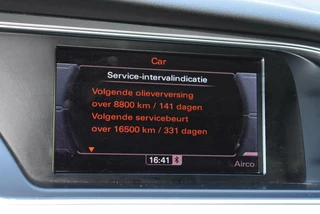 Car
Service-intervalindicatie
Volgende olieverversing
over 8800 km / 141 dagen
Volgende servicebeurt
over 16500 km / 331 dagen
16:41
Airco